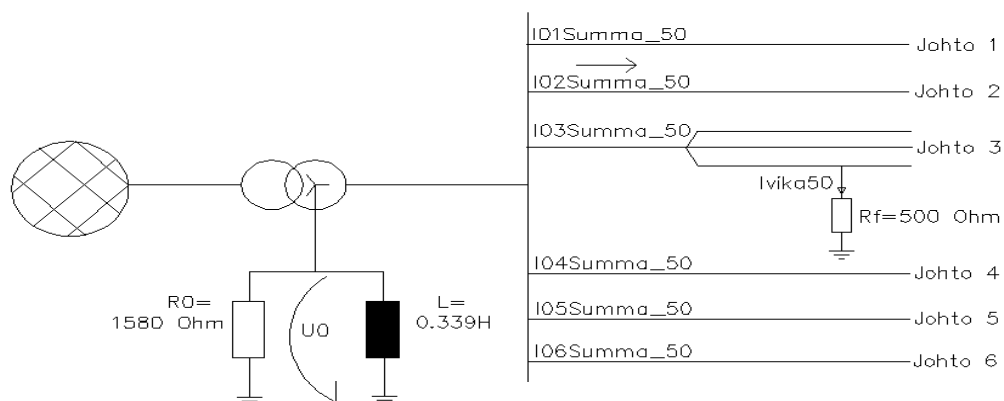 I01Summa_50
Johto 1
I02Summa_50
Johto 2
I03Summa_50
Johto 3
Ivika50
Rf=500 Ohm
I04Summa_50
Johto 4
R0=
1580 Ohm
U0
L=
0.339H
I05Summa_50
Johto 5
I06Summa_50
Johto 6